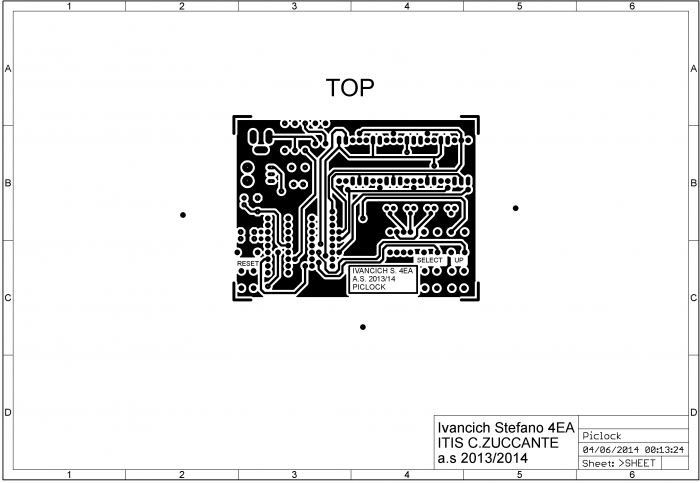 1 2 3 4 5 6
TOP
A A
B B
RESET SELECT UP
IVANCICH S. 4EA
A.S. 2013/14
PICLOCK
C C
D D
Ivancich Stefano 4EA
ITIS C.ZUCCANTE
a.s 2013/2014
Piclock
04/06/2014 00:13:24
Sheet: >SHEET
1 2 3 4 5 6